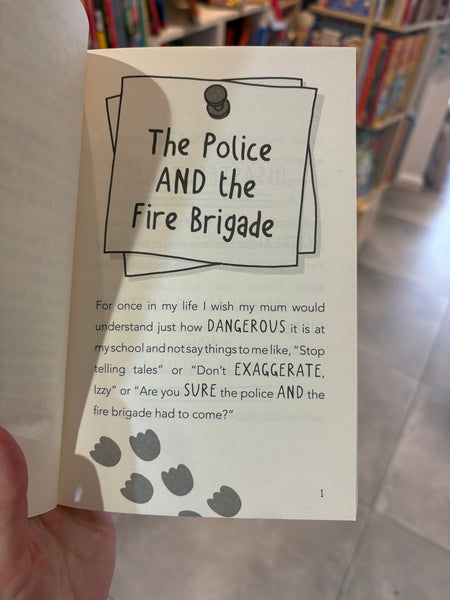 The Police
AND the
Fire Brigade
For once in my life I wish my mum would
understand just how DANGEROUS it is at
my school and not say things to me like, “Stop
telling tales” or “Don’t EXAGGERATE,
Izzy” or “Are you SURE the police AND the
fire brigade had to come?”
1